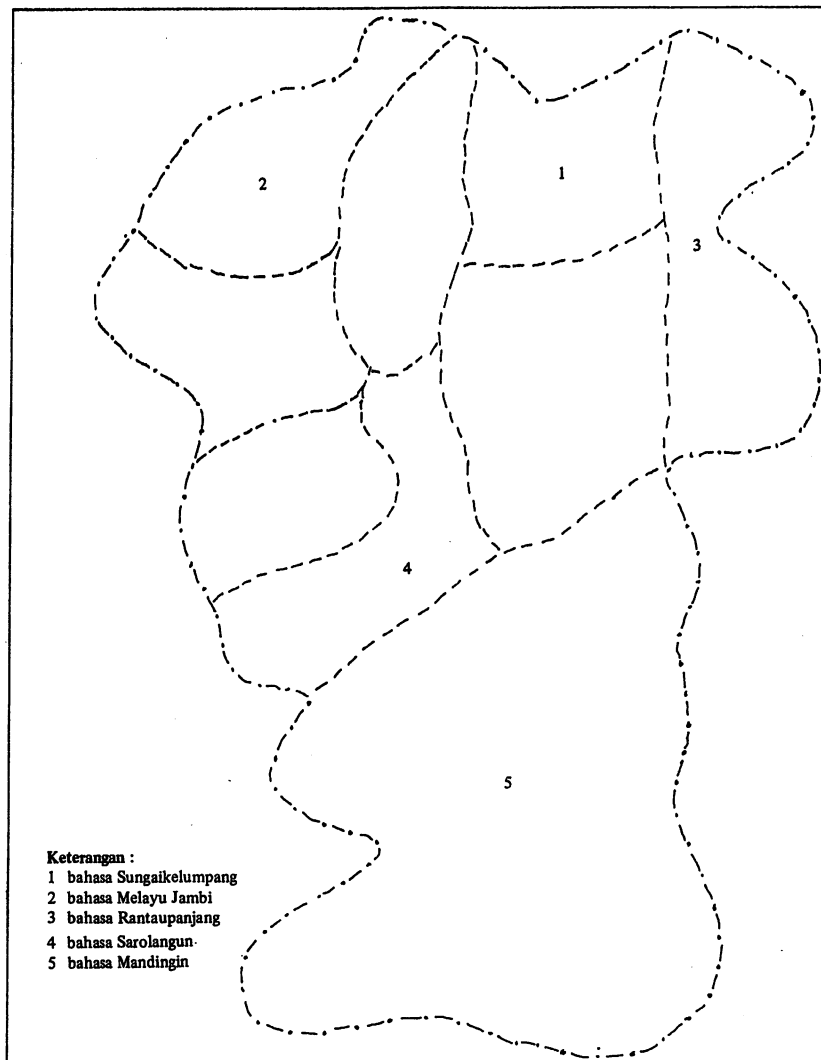 2
1
3
4
5
Keterangan :
1 bahasa Sungaikelumpang
2 bahasa Melayu Jambi
3 bahasa Rantaupanjang
4 bahasa Sarolangun
5 bahasa Mandingin